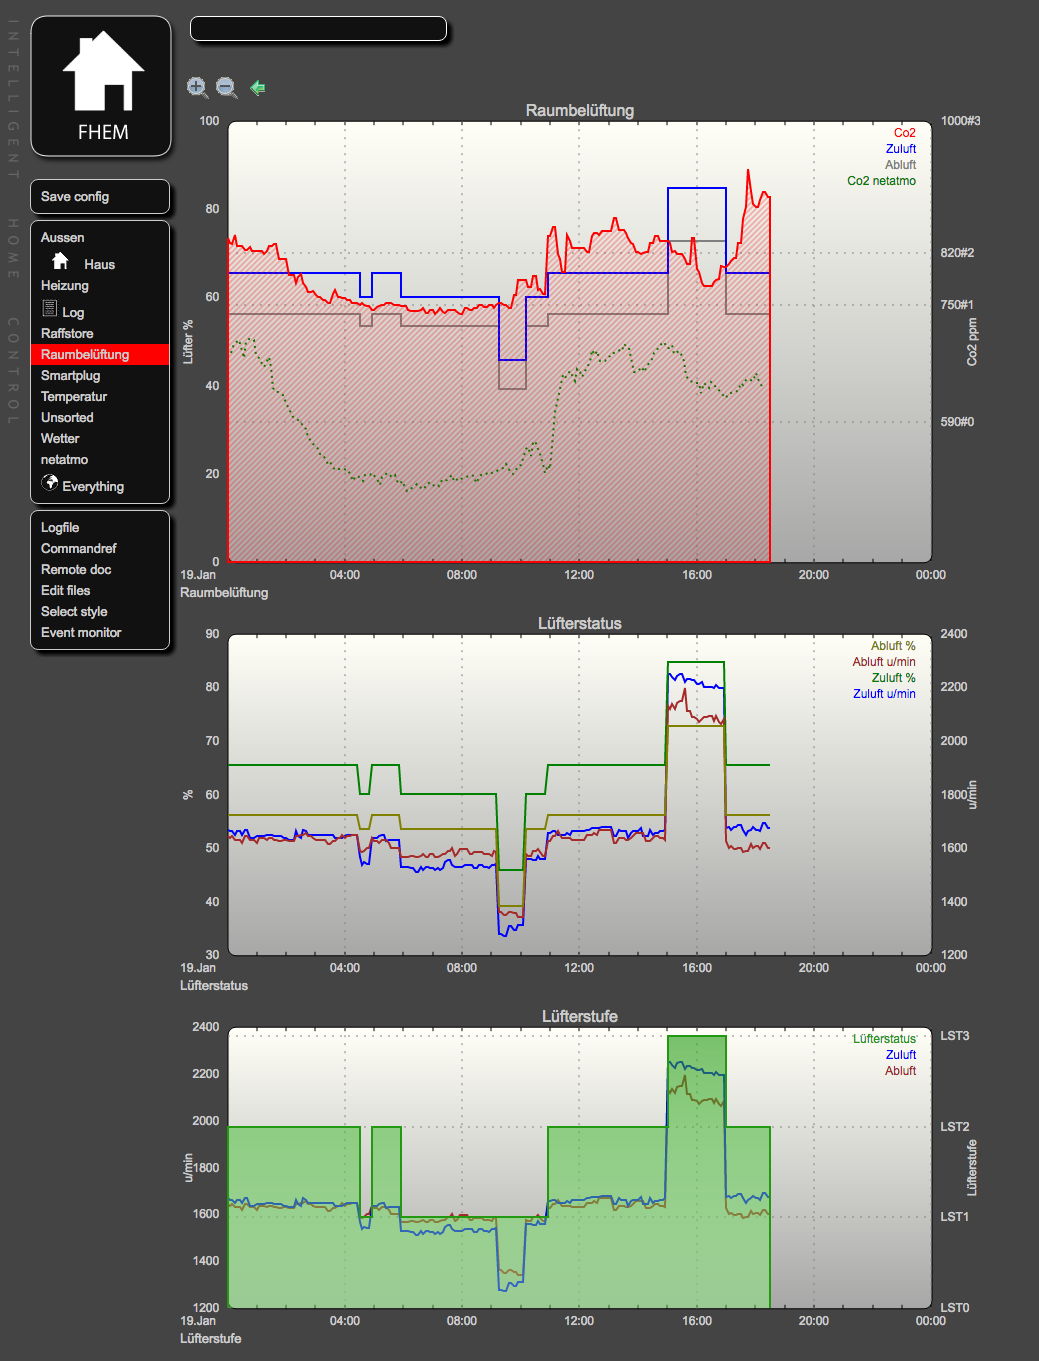 INTELLIGENT HOME CONTROL
FHEM
Save config
Aussen
Haus
Heizung
Log
Raffstore
Raumbelüftung
Smartplug
Temperatur
Unsorted
Wetter
netatmo
Everything
Logfile
Commandref
Remote doc
Edit files
Select style
Event monitor
Raumbelüftung
100
80
60
40
20
0
Lüfter %
1000#3
820#2
750#1
590#0
Co2 ppm
Co2
Zuluft
Abluft
Co2 netatmo
19.Jan 04:00 08:00 12:00 16:00 20:00 00:00
Raumbelüftung
Lüfterstatus
90
80
70
60
50
40
30
%
2400
2200
2000
1800
1600
1400
1200
u/min
Abluft %
Abluft u/min
Zuluft %
Zuluft u/min
19.Jan 04:00 08:00 12:00 16:00 20:00 00:00
Lüfterstatus
Lüfterstufe
2400
2200
2000
1800
1600
1400
1200
u/min
LST3
LST2
LST1
LST0
Lüfterstufe
Lüfterstatus
Zuluft
Abluft
19.Jan 04:00 08:00 12:00 16:00 20:00 00:00
Lüfterstufe